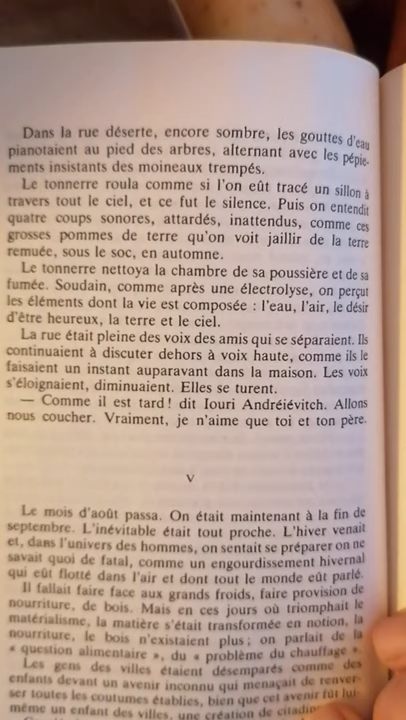 Dans la rue déserte, encore sombre, les gouttes d'eau
pianotaient au pied des arbres, alternant avec les pépie-
ments insistants des moineaux trempés.
Le tonnerre roula comme si l'on eût tracé un sillon à
travers tout le ciel, et ce fut le silence. Puis on entendit
quatre coups sonores, attardés, inattendus, comme ces
grosses pommes de terre qu'on voit jaillir de la terre
remuée, sous le soc, en automne.
Le tonnerre nettoya la chambre de sa poussière et de sa
fumée. Soudain, comme après une électrolyse, on perçut
les éléments dont la vie est composée : l'eau, l'air, le désir
d'être heureux, la terre et le ciel.
La rue était pleine des voix des amis qui se séparaient. Ils
continuaient à discuter dehors à voix haute, comme ils le
faisaient un instant auparavant dans la maison. Les voix
s'éloignaient, diminuaient. Elles se turent.
— Comme il est tard ! dit Iouri Andréiévitch. Allons
nous coucher. Vraiment, je n'aime que toi et ton père.
V
Le mois d'août passa. On était maintenant à la fin de
septembre. L'inévitable était tout proche. L'hiver venait
et, dans l'univers des hommes, on sentait se préparer on ne
savait quoi de fatal, comme un engourdissement hivernal
qui eût flotté dans l'air et dont tout le monde eût parlé.
Il fallait faire face aux grands froids, faire provision de
nourriture, de bois. Mais en ces jours où triomphait le
matérialisme, la matière s'était transformée en notion, la
nourriture, le bois n'existaient plus ; on parlait de la
« question alimentaire », du « problème du chauffage ».
Les gens des villes étaient désemparés comme des
enfants devant un avenir inconnu qui menaçait de renver-
ser toutes les coutumes établies, bien que cet avenir fût lui-
même un enfant des villes, une création de